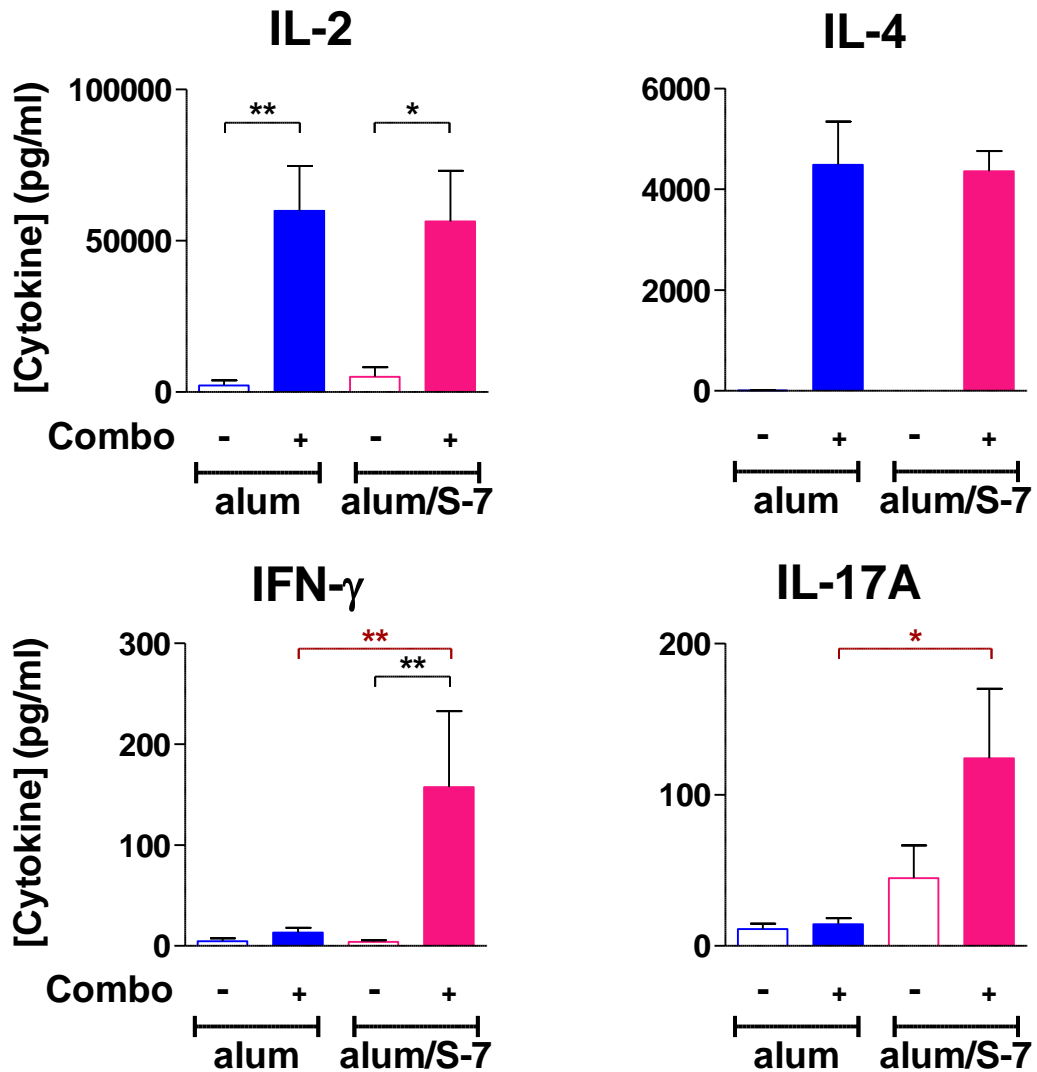 IL-2
IL-4
[Cytokine] (pg/ml)
100000
50000
0
** *
6000
4000
2000
0
Combo - + - +
alum alum/S-7
- + - +
alum alum/S-7
IFN-γ
IL-17A
[Cytokine] (pg/ml)
300
200
100
0
**
**
200
100
0
*
Combo - + - +
alum alum/S-7
- + - +
alum alum/S-7